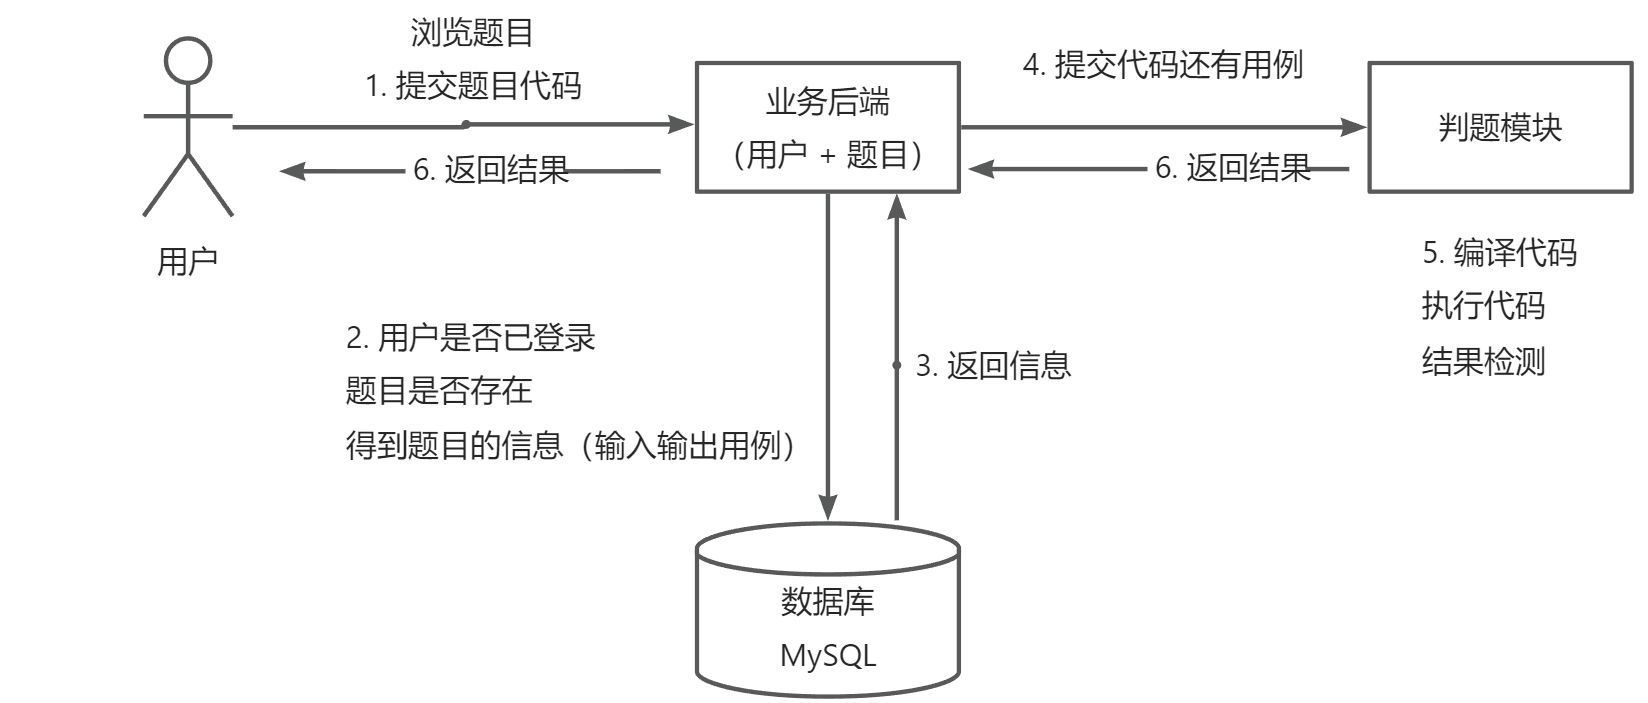 浏览题目
1. 提交题目代码
6. 返回结果
用户
业务后端
（用户 + 题目）
4. 提交代码还有用例
6. 返回结果
判题模块
5. 编译代码
执行代码
结果检测
2. 用户是否已登录
题目是否存在
得到题目的信息（输入输出用例）
3. 返回信息
数据库
MySQL